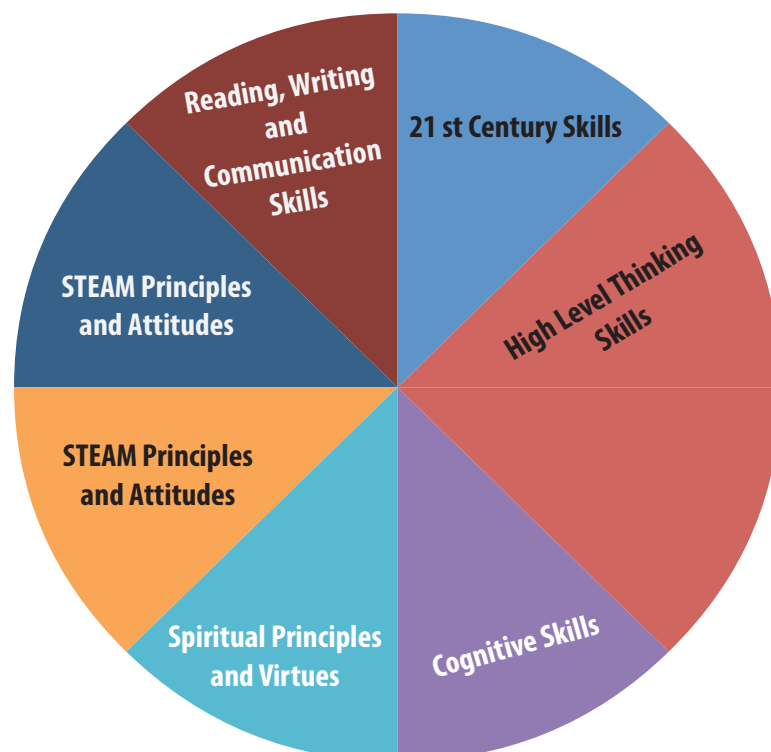 Reading, Writing
and
Communication
Skills
21 st Century Skills
High Level Thinking
Skills
STEAM Principles
and Attitudes
STEAM Principles
and Attitudes
Spiritual Principles
and Virtues
Cognitive Skills